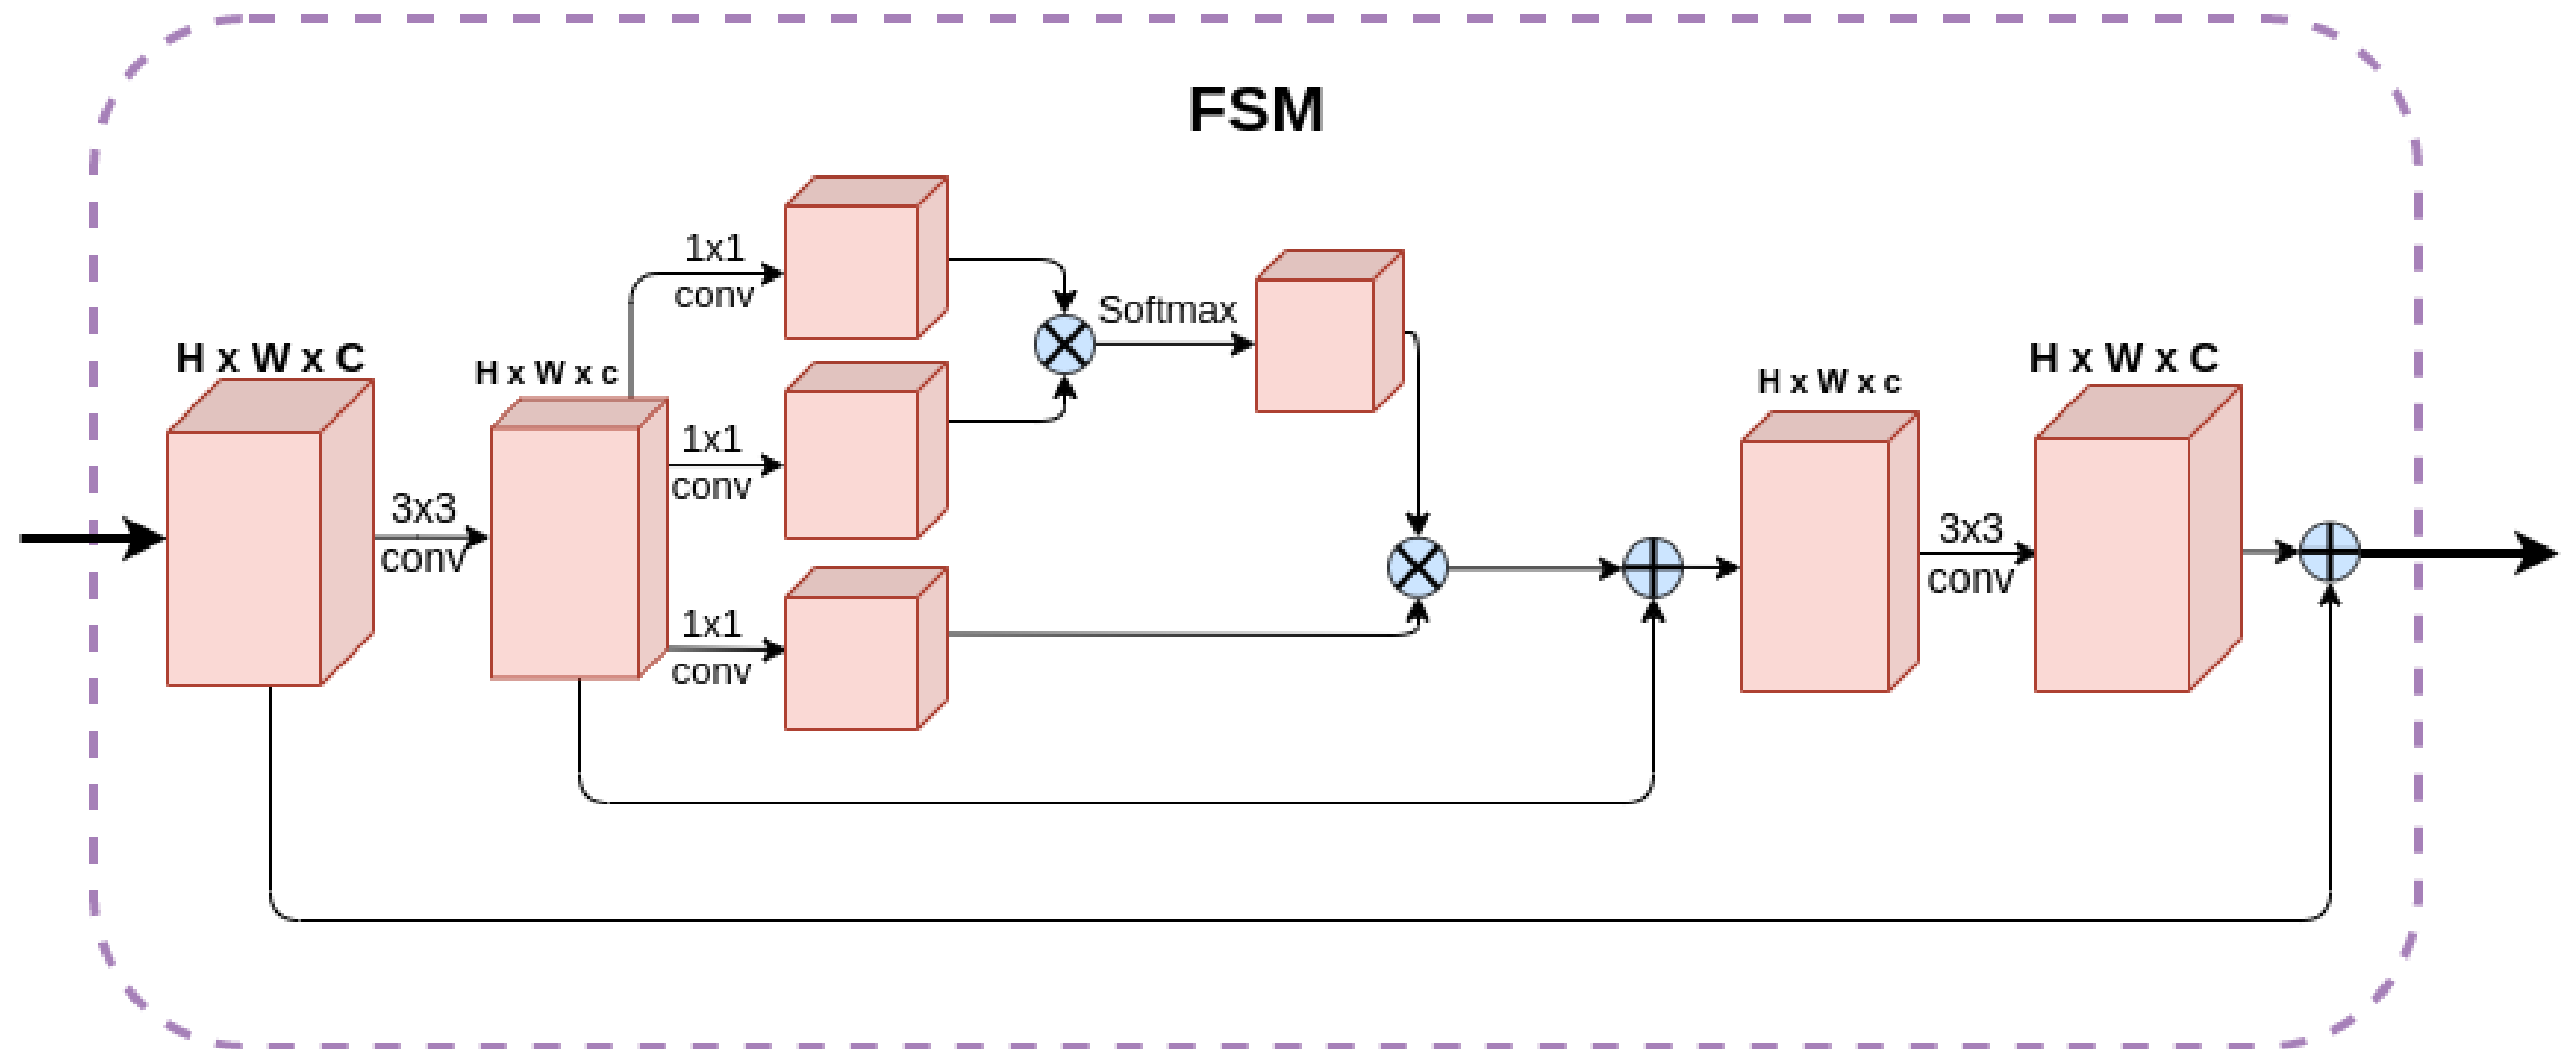 FSM
H x W x C
3x3
conv
H x W x c
1x1
conv
1x1
conv
1x1
conv
Softmax
H x W x c
3x3
conv
H x W x C